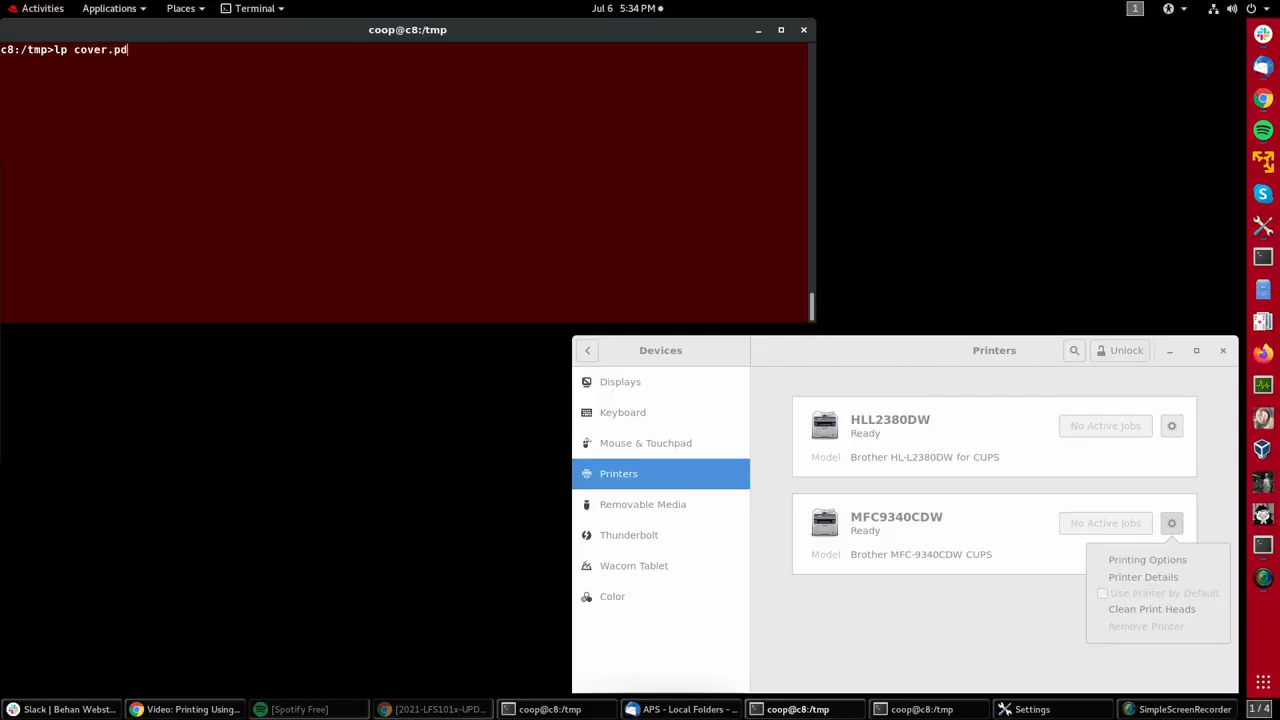 Activities
Applications
Places
Terminal
Jul 6 5:34 PM
1
coop@c8:/tmp
c8:/tmp>lp cover.pd
Devices
Printers
Unlock
Displays
Keyboard
Mouse & Touchpad
Printers
Removable Media
Thunderbolt
Wacom Tablet
Color
HLL2380DW
Ready
No Active Jobs
Model Brother HL-L2380DW for CUPS
MFC9340CDW
Ready
No Active Jobs
Model Brother MFC-9340CDW CUPS
Printing Options
Printer Details
Use Printer by Default
Clean Print Heads
Remove Printer
Slack | Behan Webst...
Video: Printing Using...
[Spotify Free]
[2021-LFS101x-UPD...
coop@c8:/tmp
APS - Local Folders - ...
coop@c8:/tmp
coop@c8:/tmp
Settings
SimpleScreenRecorder
1 / 4